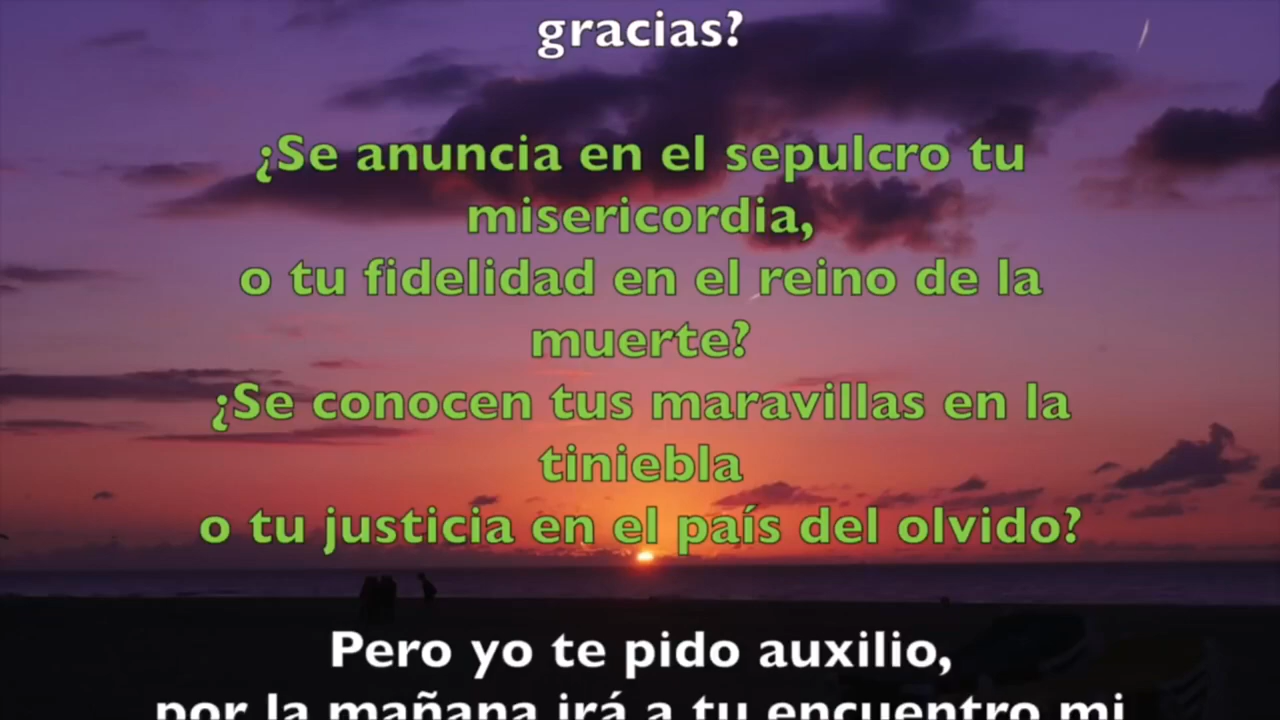 gracias?
¿Se anuncia en el sepulcro tu
misericordia,
o tu fidelidad en el reino de la
muerte?
¿Se conocen tus maravillas en la
tiniebla
o tu justicia en el país del olvido?
Pero yo te pido auxilio,
por la mañana irá a tu encuentro mi